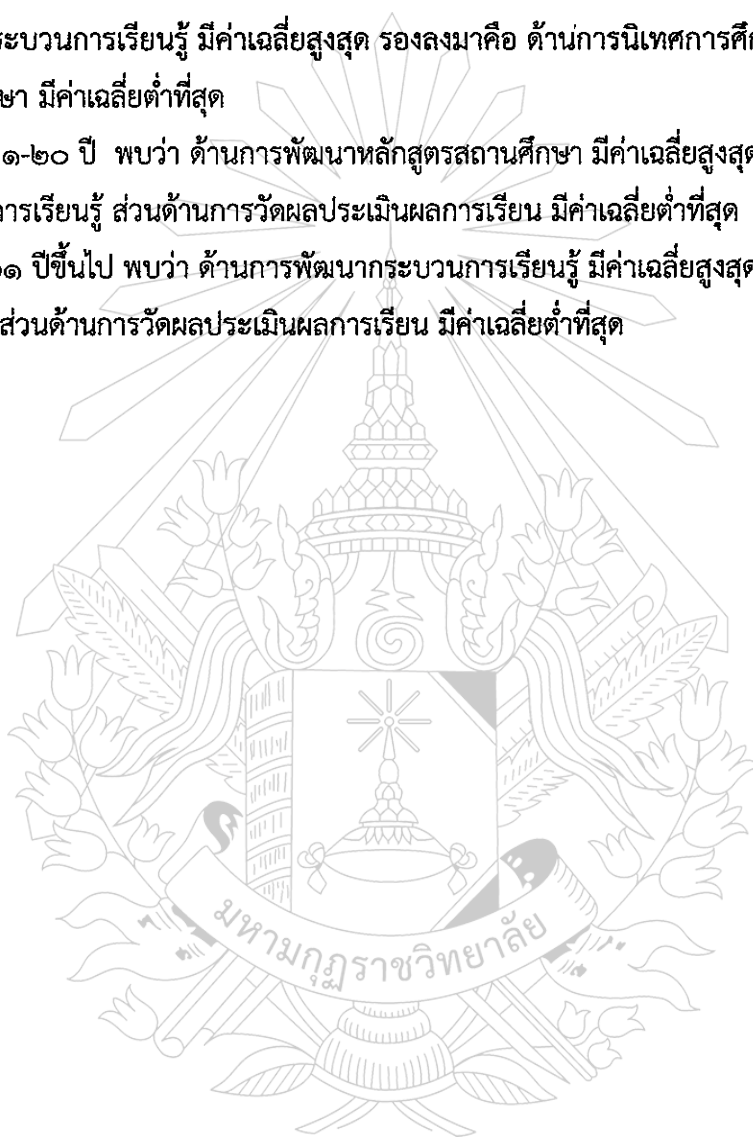 ระบวนการเรียนรู้ มีค่าเฉลี่ยสูงสุด รองลงมาคือ ด้านการนิเทศการศึก
ษา มีค่าเฉลี่ยต่ำที่สุด
๑-๒๐ ปี พบว่า ด้านการพัฒนาหลักสูตรสถานศึกษา มีค่าเฉลี่ยสูงสุด
การเรียนรู้ ส่วนด้านการวัดผลประเมินผลการเรียน มีค่าเฉลี่ยต่ำที่สุด
๑ ปีขึ้นไป พบว่า ด้านการพัฒนากระบวนการเรียนรู้ มีค่าเฉลี่ยสูงสุด
ส่วนด้านการวัดผลประเมินผลการเรียน มีค่าเฉลี่ยต่ำที่สุด
มหามกุฏราชวิทยาลัย